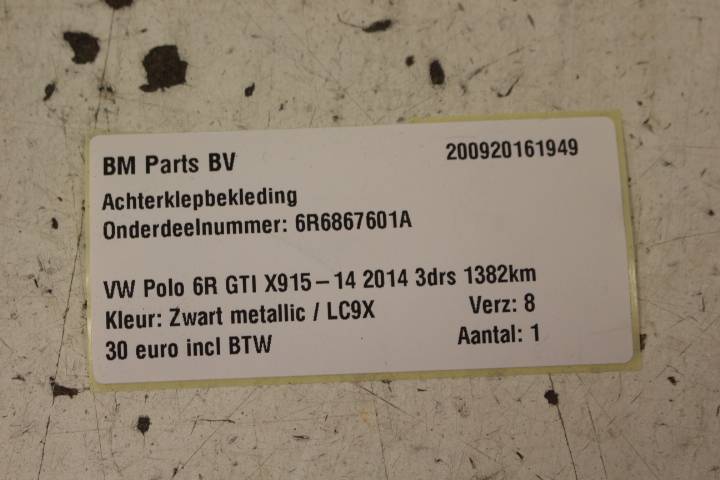 BM Parts BV 200920161949
Achterklepbekleding
Onderdeelnummer: 6R6867601A
VW Polo 6R GTI X915-14 2014 3drs 1382km
Kleur: Zwart metallic / LC9X Verz: 8
30 euro incl BTW Aantal: 1